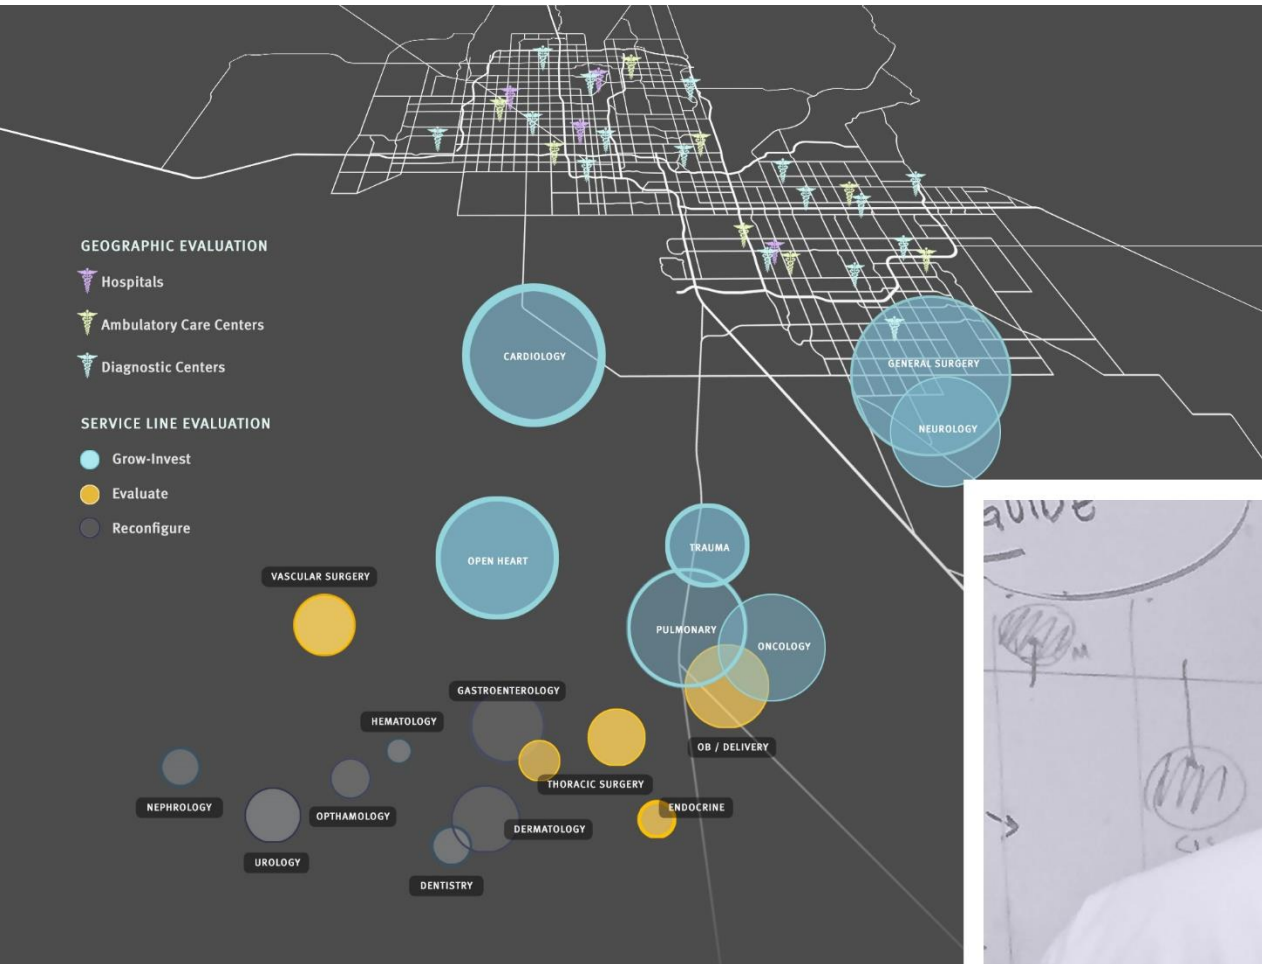 GEOGRAPHIC EVALUATION
Hospitals
Ambulatory Care Centers
Diagnostic Centers
SERVICE LINE EVALUATION
Grow-Invest
Evaluate
Reconfigure
CARDIOLOGY
GENERAL SURGERY
NEUROLOGY
OPEN HEART
TRAUMA
VASCULAR SURGERY
PULMONARY
ONCOLOGY
GASTROENTEROLOGY
HEMATOLOGY
OB / DELIVERY
THORACIC SURGERY
NEPHROLOGY
OPTHAMOLOGY
ENDOCRINE
DERMATOLOGY
UROLOGY
DENTISTRY
M